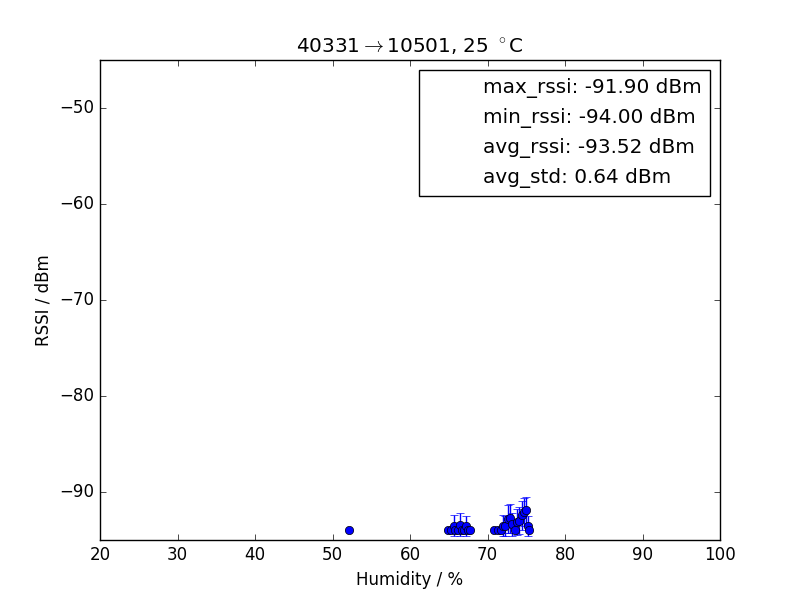 40331→10501, 25 °C
max_rssi: -91.90 dBm
min_rssi: -94.00 dBm
avg_rssi: -93.52 dBm
avg_std: 0.64 dBm
RSSI / dBm
−50
−60
−70
−80
−90
20 30 40 50 60 70 80 90 100
Humidity / %